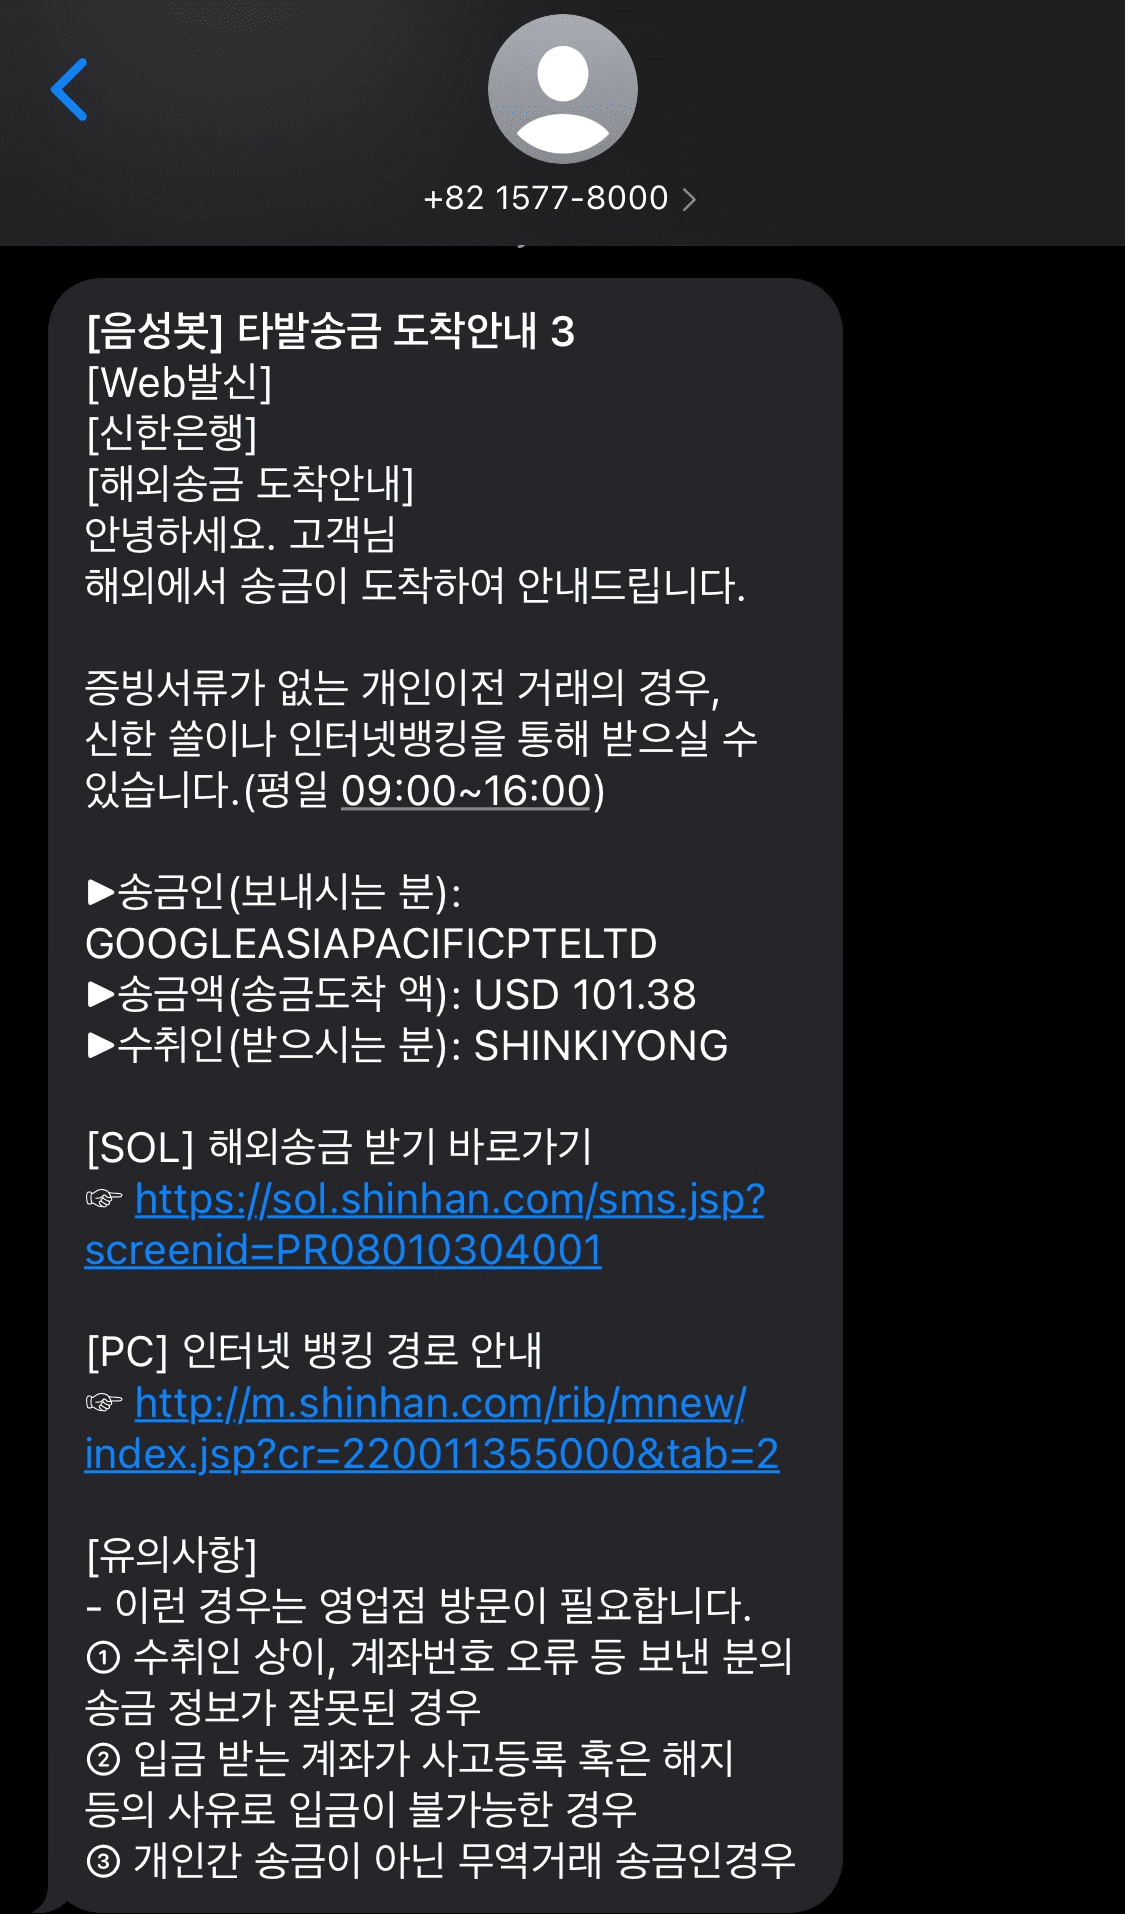 +82 1577-8000
[음성봇] 타발송금 도착안내 3
[Web발신]
[신한은행]
[해외송금 도착안내]
안녕하세요. 고객님
해외에서 송금이 도착하여 안내드립니다.
증빙서류가 없는 개인이전 거래의 경우,
신한 쏠이나 인터넷뱅킹을 통해 받으실 수
있습니다.(평일 09:00~16:00)
▶송금인(보내시는 분):
GOOGLEASIAPACIFICPTELTD
▶송금액(송금도착 액): USD 101.38
▶수취인(받으시는 분): SHINKIYONG
[SOL] 해외송금 받기 바로가기
☞ https://sol.shinhan.com/sms.jsp?
screenid=PR08010304001
[PC] 인터넷 뱅킹 경로 안내
☞ http://m.shinhan.com/rib/mnew/
index.jsp?cr=220011355000&tab=2
[유의사항]
- 이런 경우는 영업점 방문이 필요합니다.
① 수취인 상이, 계좌번호 오류 등 보낸 분의
송금 정보가 잘못된 경우
② 입금 받는 계좌가 사고등록 혹은 해지
등의 사유로 입금이 불가능한 경우
③ 개인간 송금이 아닌 무역거래 송금인경우